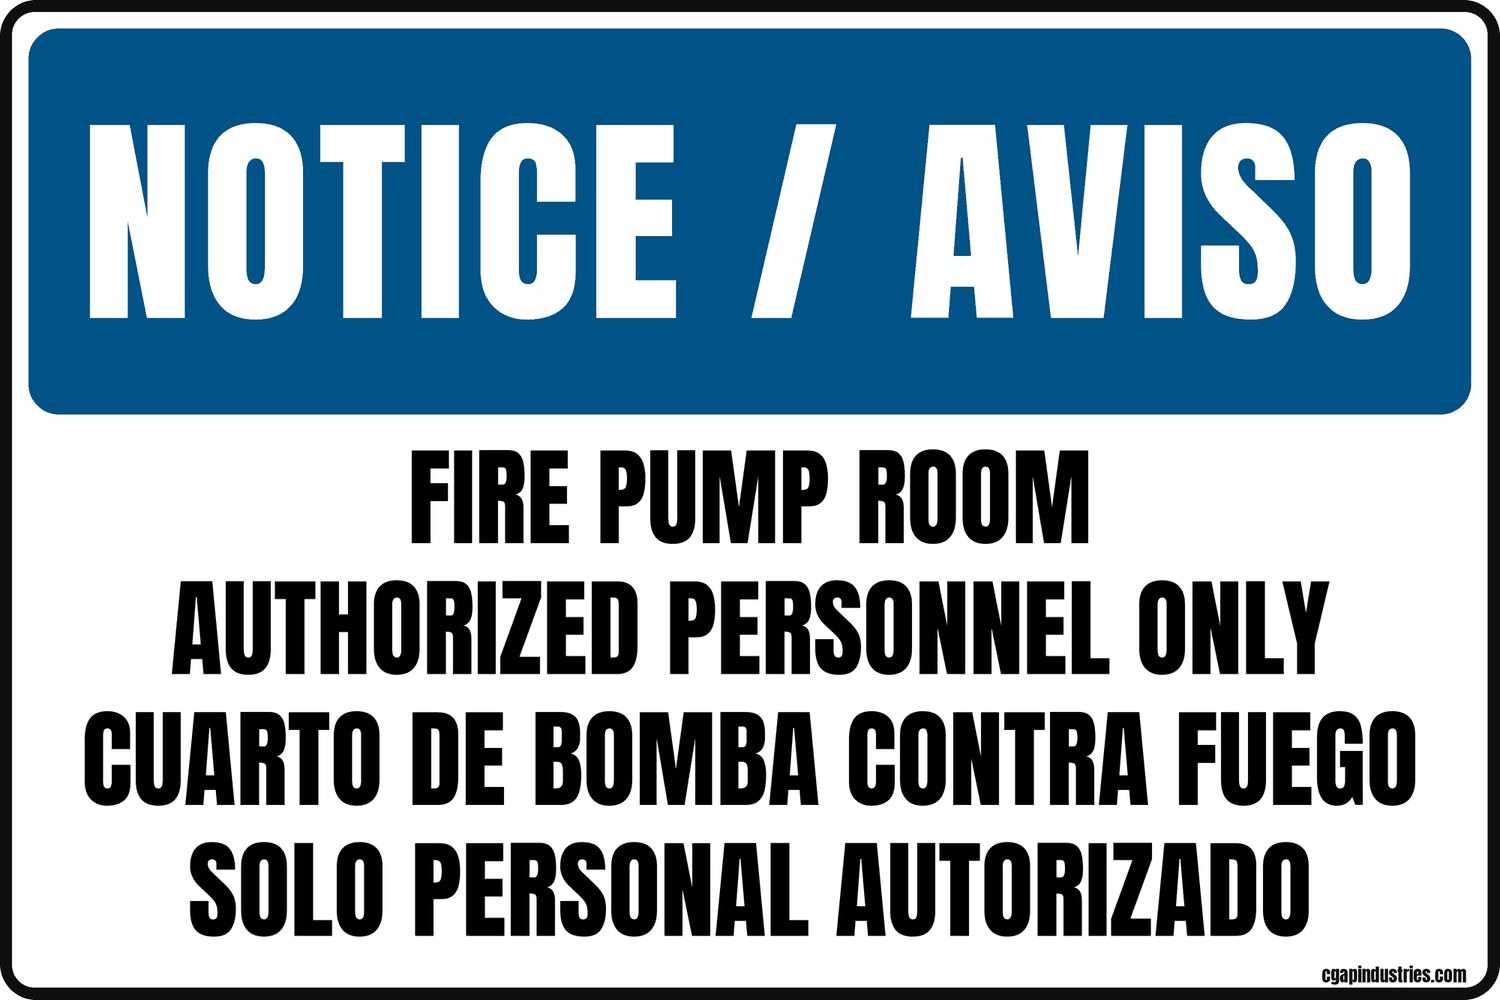 NOTICE / AVISO
FIRE PUMP ROOM
AUTHORIZED PERSONNEL ONLY
CUARTO DE BOMBA CONTRA FUEGO
SOLO PERSONAL AUTORIZADO
cgapindustries.com